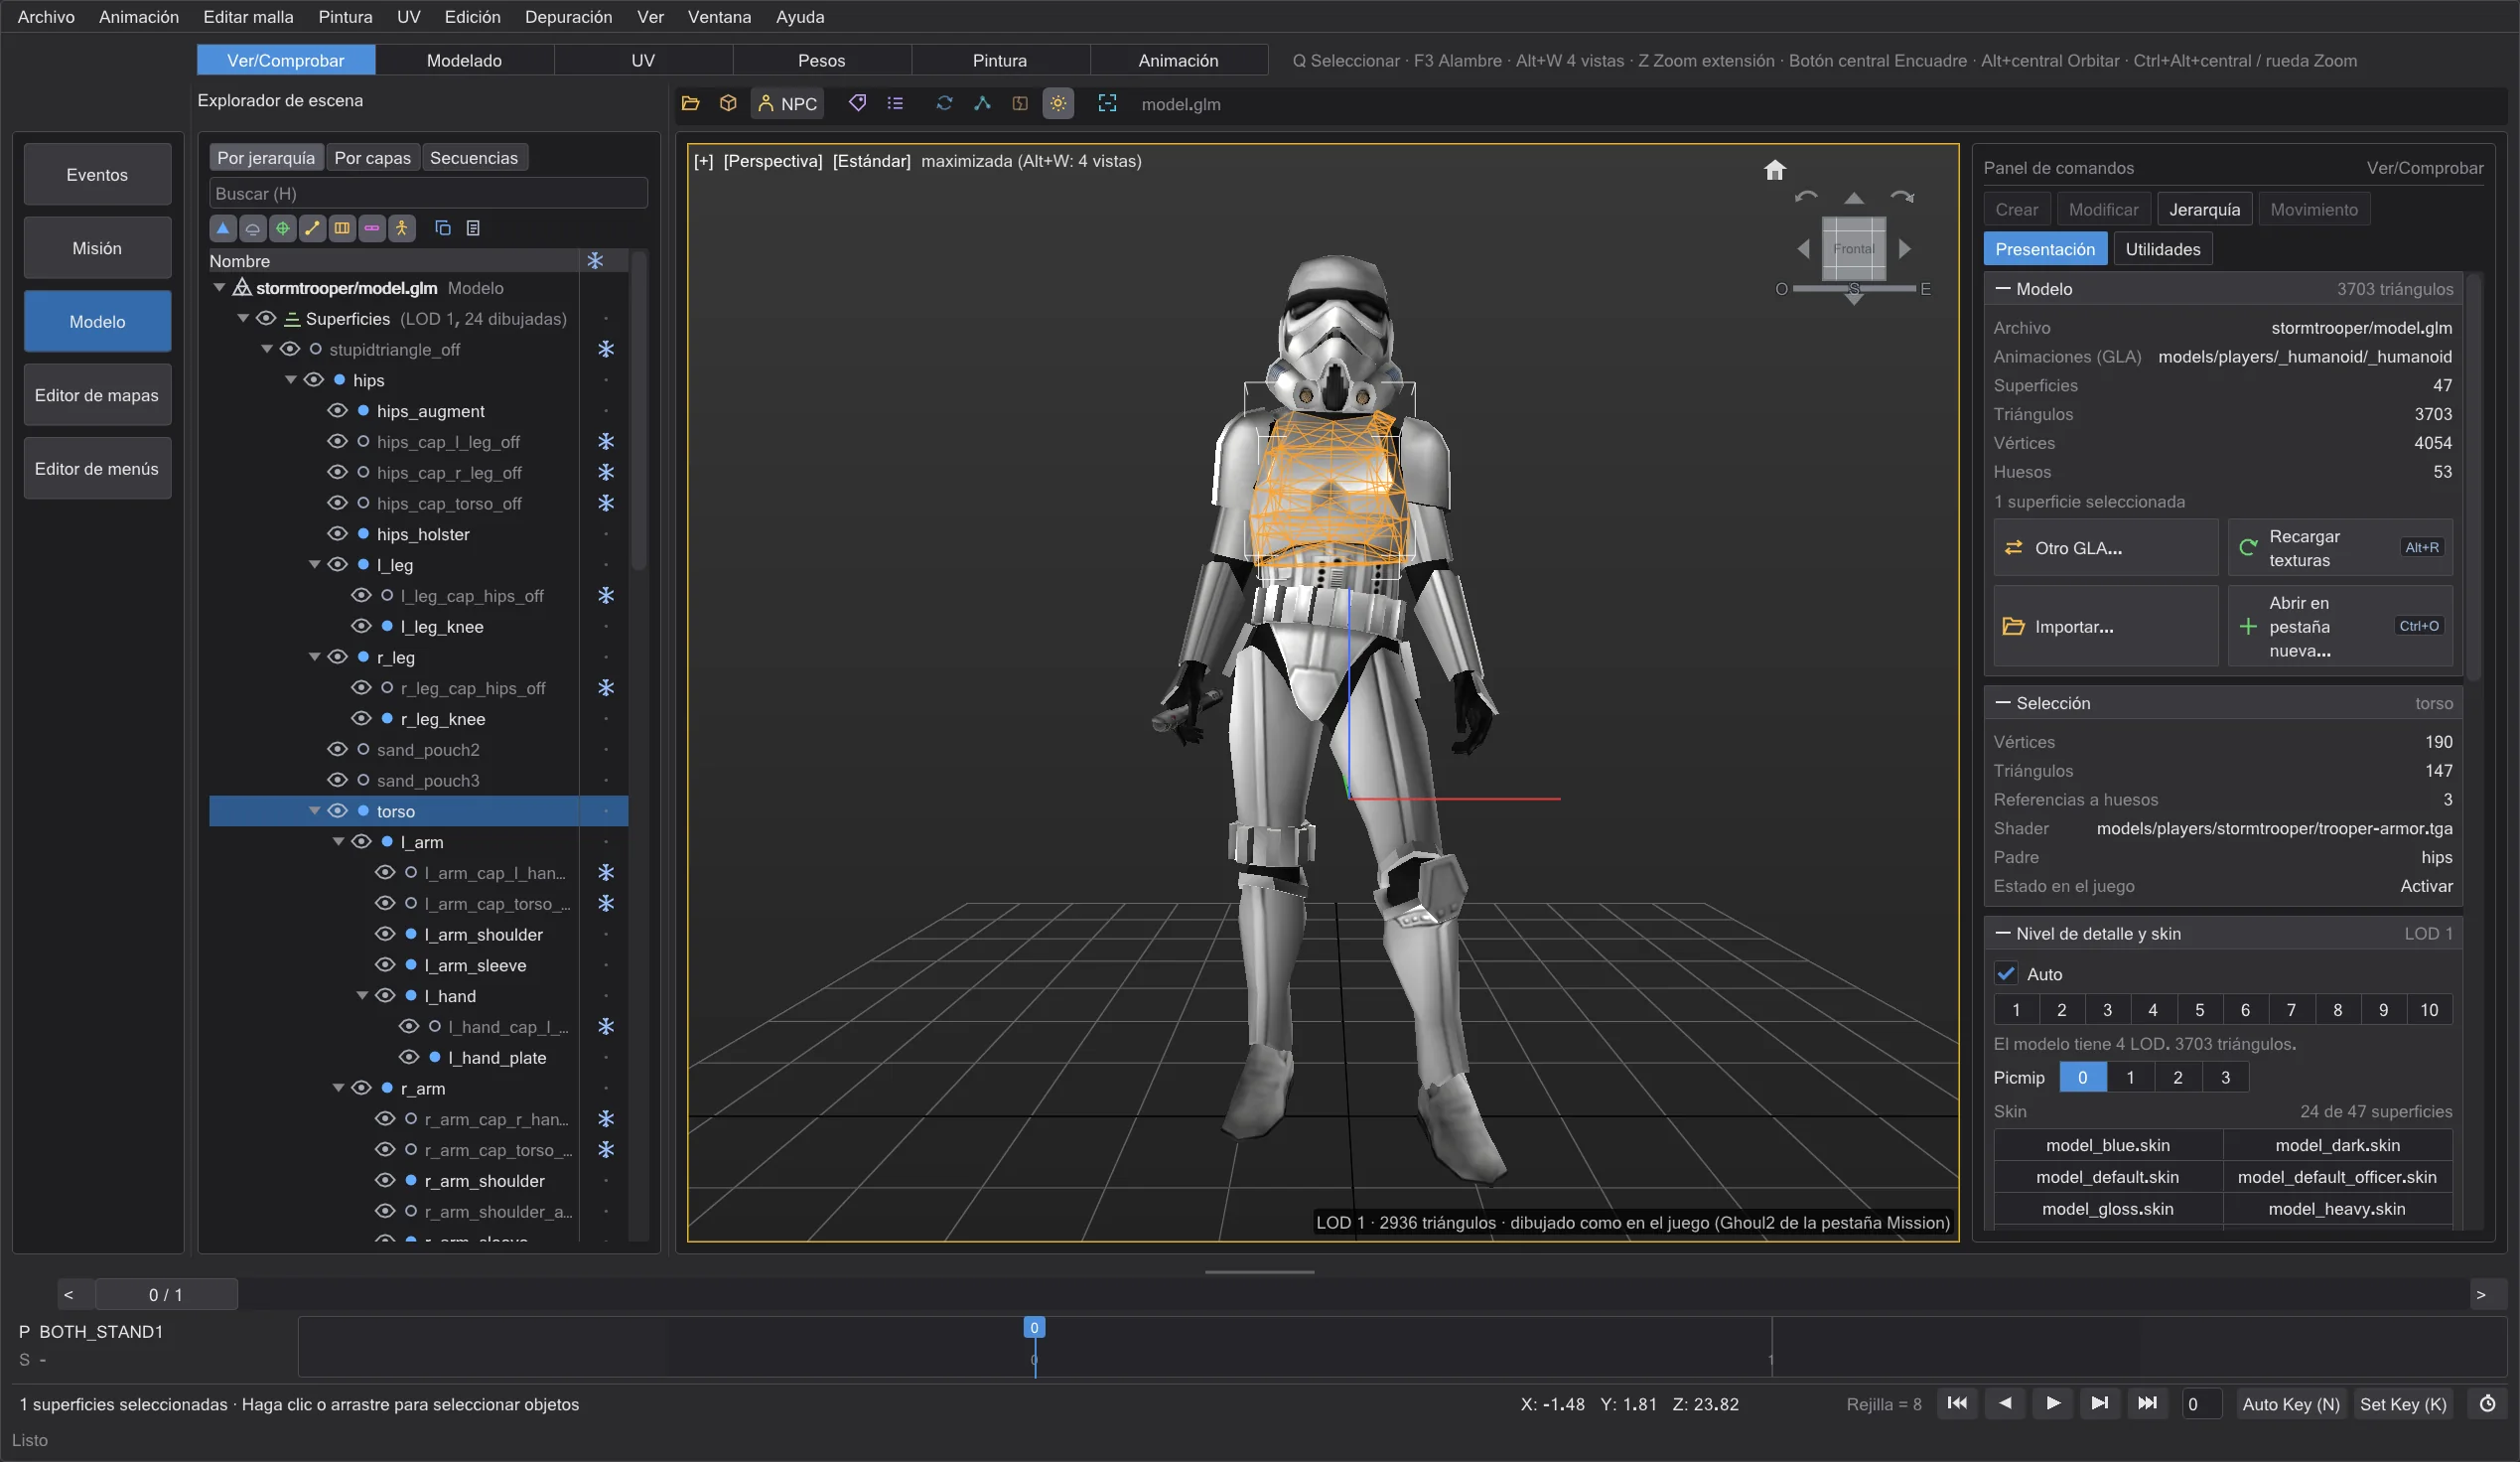 Archivo Animación Editar malla Pintura UV Edición Depuración Ver Ventana Ayuda
Ver/Comprobar Modelado UV Pesos Pintura Animación Q Seleccionar · F3 Alambre · Alt+W 4 vistas · Z Zoom extensión · Botón central Encuadre · Alt+central Orbitar · Ctrl+Alt+central / rueda Zoom
Eventos
Misión
Modelo
Editor de mapas
Editor de menús
Explorador de escena
Por jerarquía Por capas Secuencias
Buscar (H)
Nombre
stormtrooper/model.glm Modelo
Superficies (LOD 1, 24 dibujadas)
stupidtriangle_off
hips
hips_augment
hips_cap_l_leg_off
hips_cap_r_leg_off
hips_cap_torso_off
hips_holster
l_leg
l_leg_cap_hips_off
l_leg_knee
r_leg
r_leg_cap_hips_off
r_leg_knee
sand_pouch2
sand_pouch3
torso
l_arm
l_arm_cap_l_han...
l_arm_cap_torso_...
l_arm_shoulder
l_arm_sleeve
l_hand
l_hand_cap_l_...
l_hand_plate
r_arm
r_arm_cap_r_han...
r_arm_cap_torso_...
r_arm_shoulder
r_arm_shoulder_a...
NPC model.glm
[+] [Perspectiva] [Estándar] maximizada (Alt+W: 4 vistas)
Frontal
O S E
LOD 1 · 2936 triángulos · dibujado como en el juego (Ghoul2 de la pestaña Mission)
Panel de comandos Ver/Comprobar
Crear Modificar Jerarquía Movimiento
Presentación Utilidades
Modelo 3703 triángulos
Archivo stormtrooper/model.glm
Animaciones (GLA) models/players/_humanoid/_humanoid
Superficies 47
Triángulos 3703
Vértices 4054
Huesos 53
1 superficie seleccionada
Otro GLA...
Recargar texturas Alt+R
Importar...
Abrir en pestaña nueva... Ctrl+O
Selección torso
Vértices 190
Triángulos 147
Referencias a huesos 3
Shader models/players/stormtrooper/trooper-armor.tga
Padre hips
Estado en el juego Activar
Nivel de detalle y skin LOD 1
Auto
1 2 3 4 5 6 7 8 9 10
El modelo tiene 4 LOD. 3703 triángulos.
Picmip 0 1 2 3
Skin 24 de 47 superficies
model_blue.skin model_dark.skin
model_default.skin model_default_officer.skin
model_gloss.skin model_heavy.skin
< 0 / 1 >
P BOTH_STAND1
S -
0
0 1
1 superficies seleccionadas · Haga clic o arrastre para seleccionar objetos X: -1.48 Y: 1.81 Z: 23.82 Rejilla = 8 0 Auto Key (N) Set Key (K)
Listo